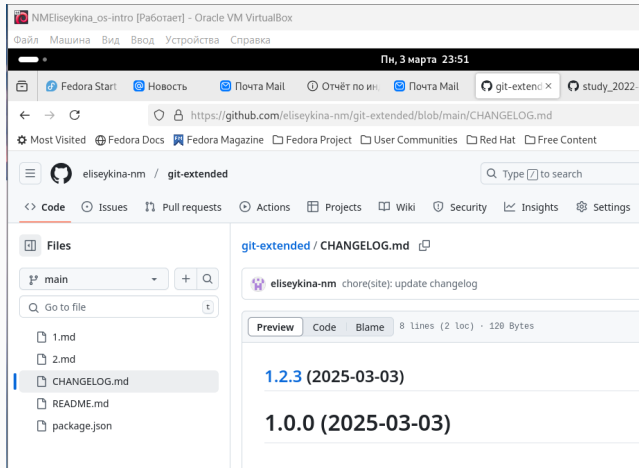 NMEliseykina_os-intro [Работает] - Oracle VM VirtualBox
Файл Машина Вид Ввод Устройства Справка
Пн, 3 марта 23:51
Fedora Start Новость Почта Mail Отчёт по ин Почта Mail git-extend study_2022-
https://github.com/eliseykina-nm/git-extended/blob/main/CHANGELOG.md
Most Visited Fedora Docs Fedora Magazine Fedora Project User Communities Red Hat Free Content
eliseykina-nm / git-extended Type / to search
Code Issues Pull requests Actions Projects Wiki Security Insights Settings
Files
git-extended / CHANGELOG.md
main
eliseykina-nm chore(site): update changelog
Go to file t
Preview Code Blame 8 lines (2 loc) · 120 Bytes
1.md
2.md
CHANGELOG.md
README.md
package.json
1.2.3 (2025-03-03)
1.0.0 (2025-03-03)